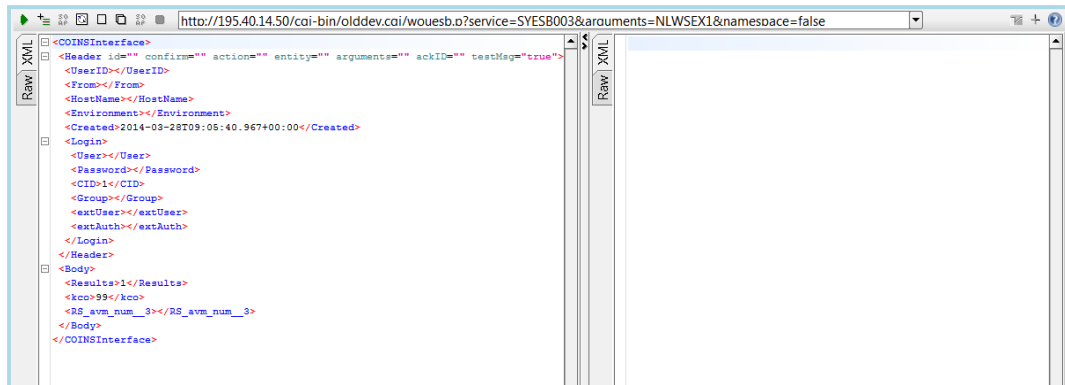 http://195.40.14.50/cgi-bin/olddev.cgi/wouesb.p?service=SYESB003&arguments=NLWSEX1&namespace=false
XML
Raw
<COINSInterface>
<Header id="" confirm="" action="" entity="" arguments="" ackID="" testMsg="true">
<UserID></UserID>
<From></From>
<HostName></HostName>
<Environment></Environment>
<Created>2014-03-28T09:05:40.967+00:00</Created>
<Login>
<User></User>
<Password></Password>
<CID>1</CID>
<Group></Group>
<extUser></extUser>
<extAuth></extAuth>
</Login>
</Header>
<Body>
<Results>1</Results>
<kco>99</kco>
<RS_avm_num__3></RS_avm_num__3>
</Body>
</COINSInterface>
XML
Raw